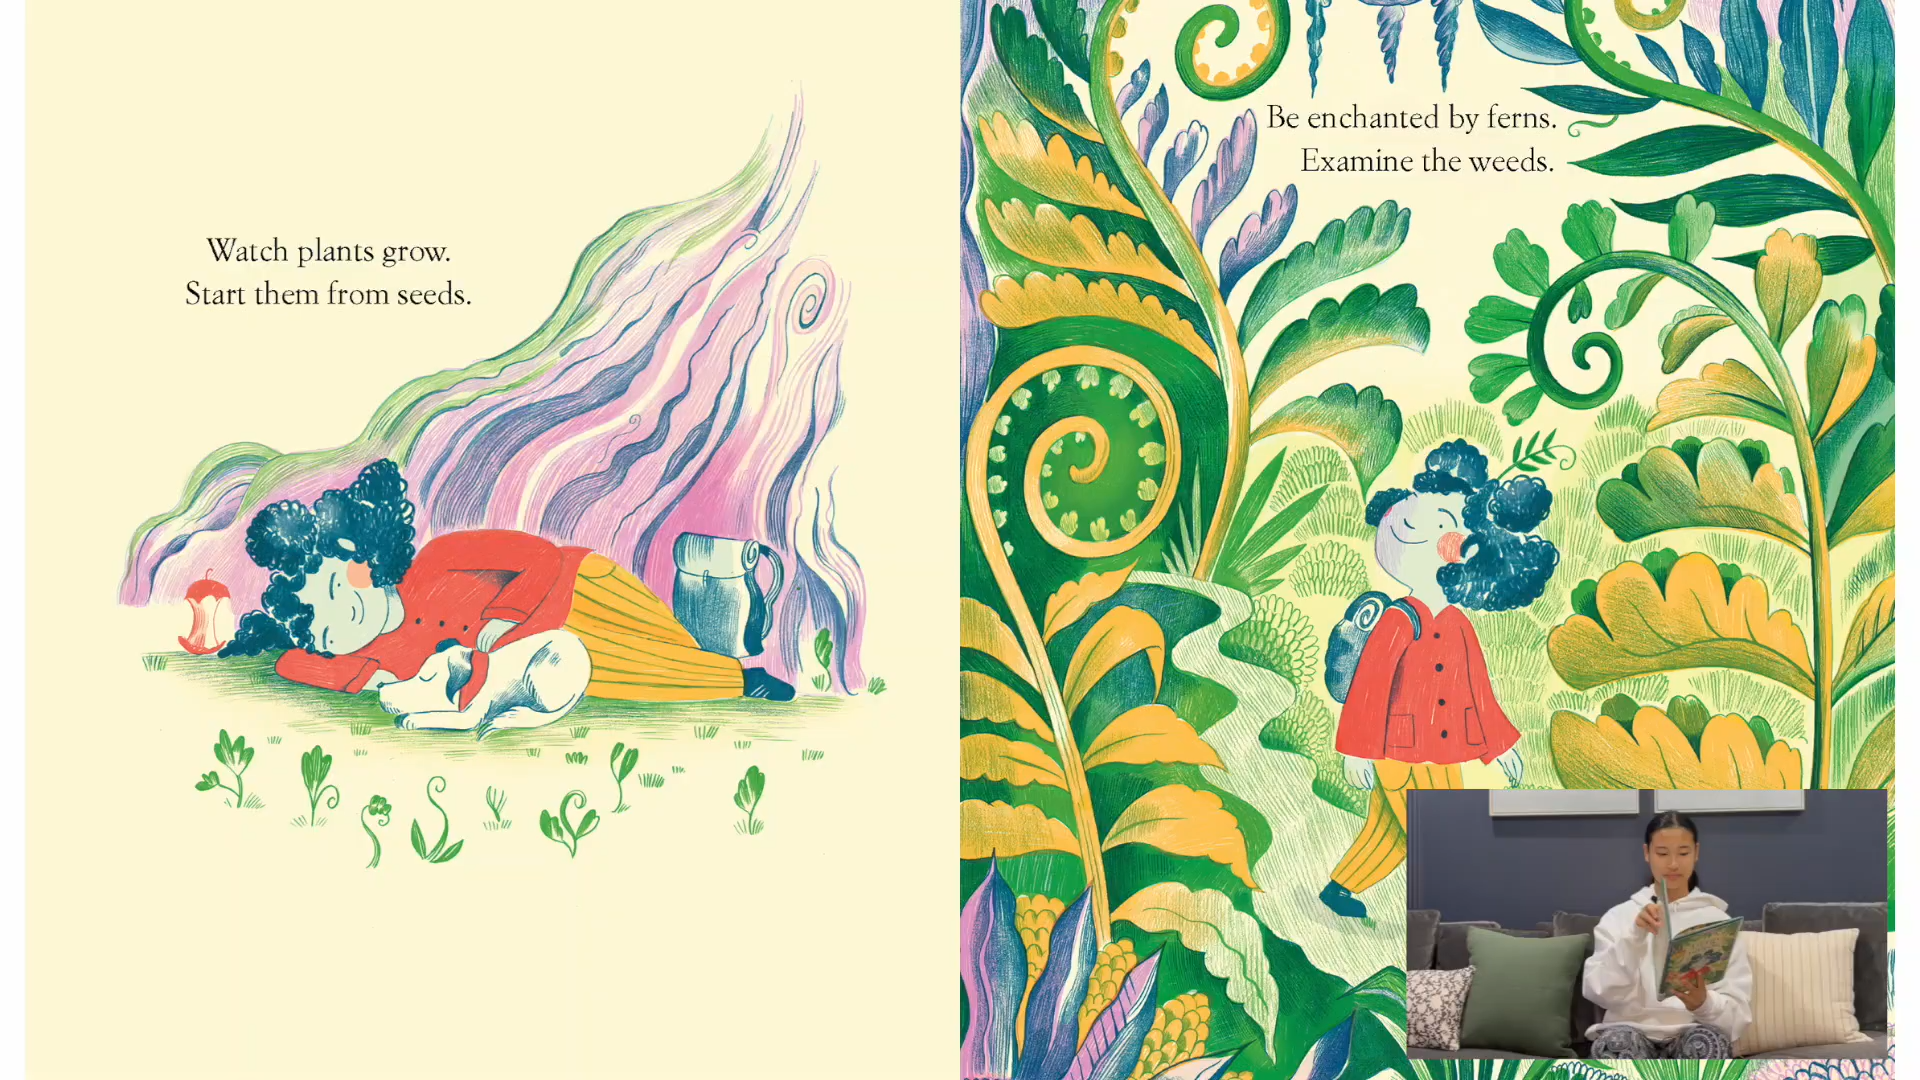 Watch plants grow.
Start them from seeds.
Be enchanted by ferns.
Examine the weeds.